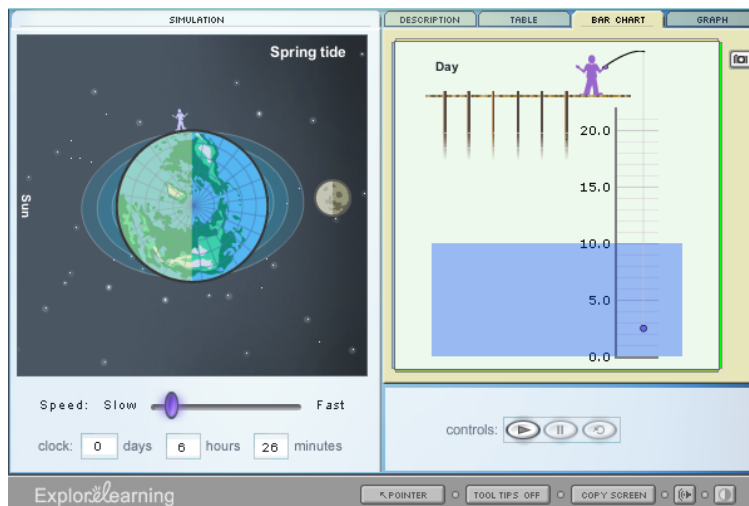 SIMULATION
DESCRIPTION TABLE BAR CHART GRAPH
Spring tide
Sun
Day
20.0
15.0
10.0
5.0
0.0
Speed: Slow Fast
clock: 0 days 6 hours 26 minutes
controls:
ExploreLearning
POINTER TOOL TIPS OFF COPY SCREEN